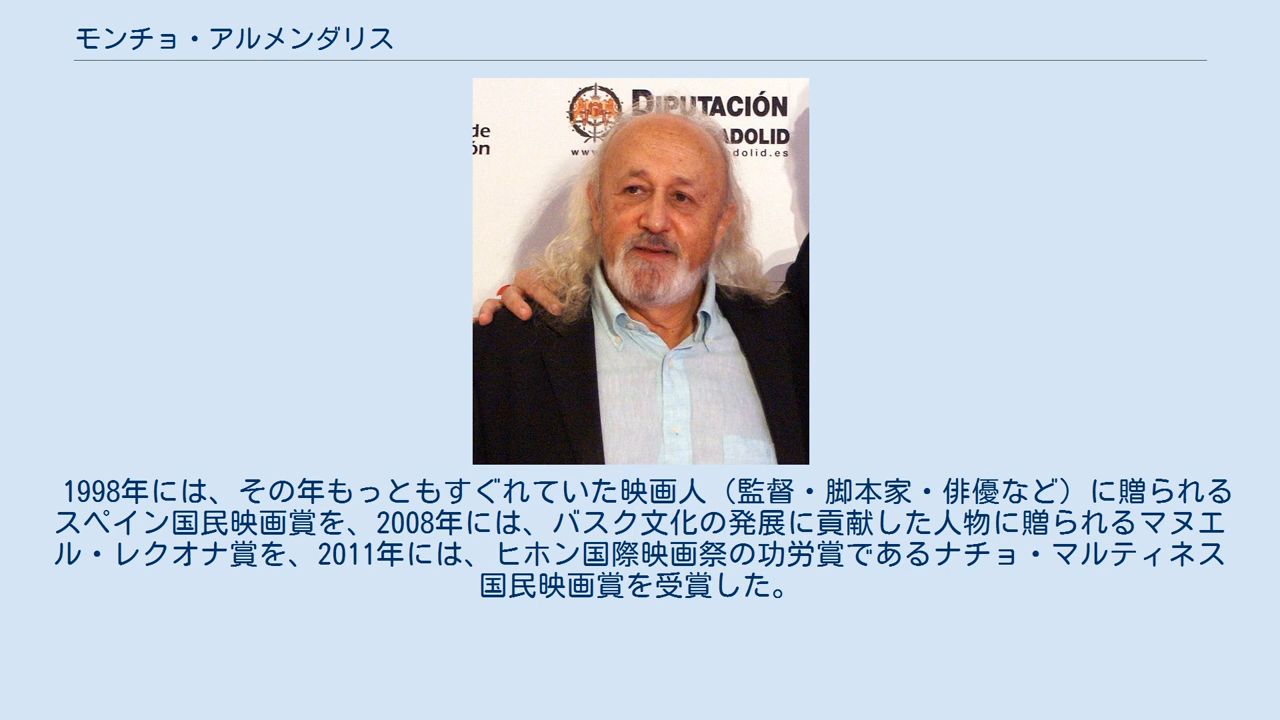 モンチョ・アルメンダリス
DIPUTACIÓN
de
ADOLID
ón
www
dolid.es
1998年には、その年もっともすぐれていた映画人（監督・脚本家・俳優など）に贈られる
スペイン国民映画賞を、2008年には、バスク文化の発展に貢献した人物に贈られるマヌエ
ル・レクオナ賞を、2011年には、ヒホン国際映画祭の功労賞であるナチョ・マルティネス
国民映画賞を受賞した。